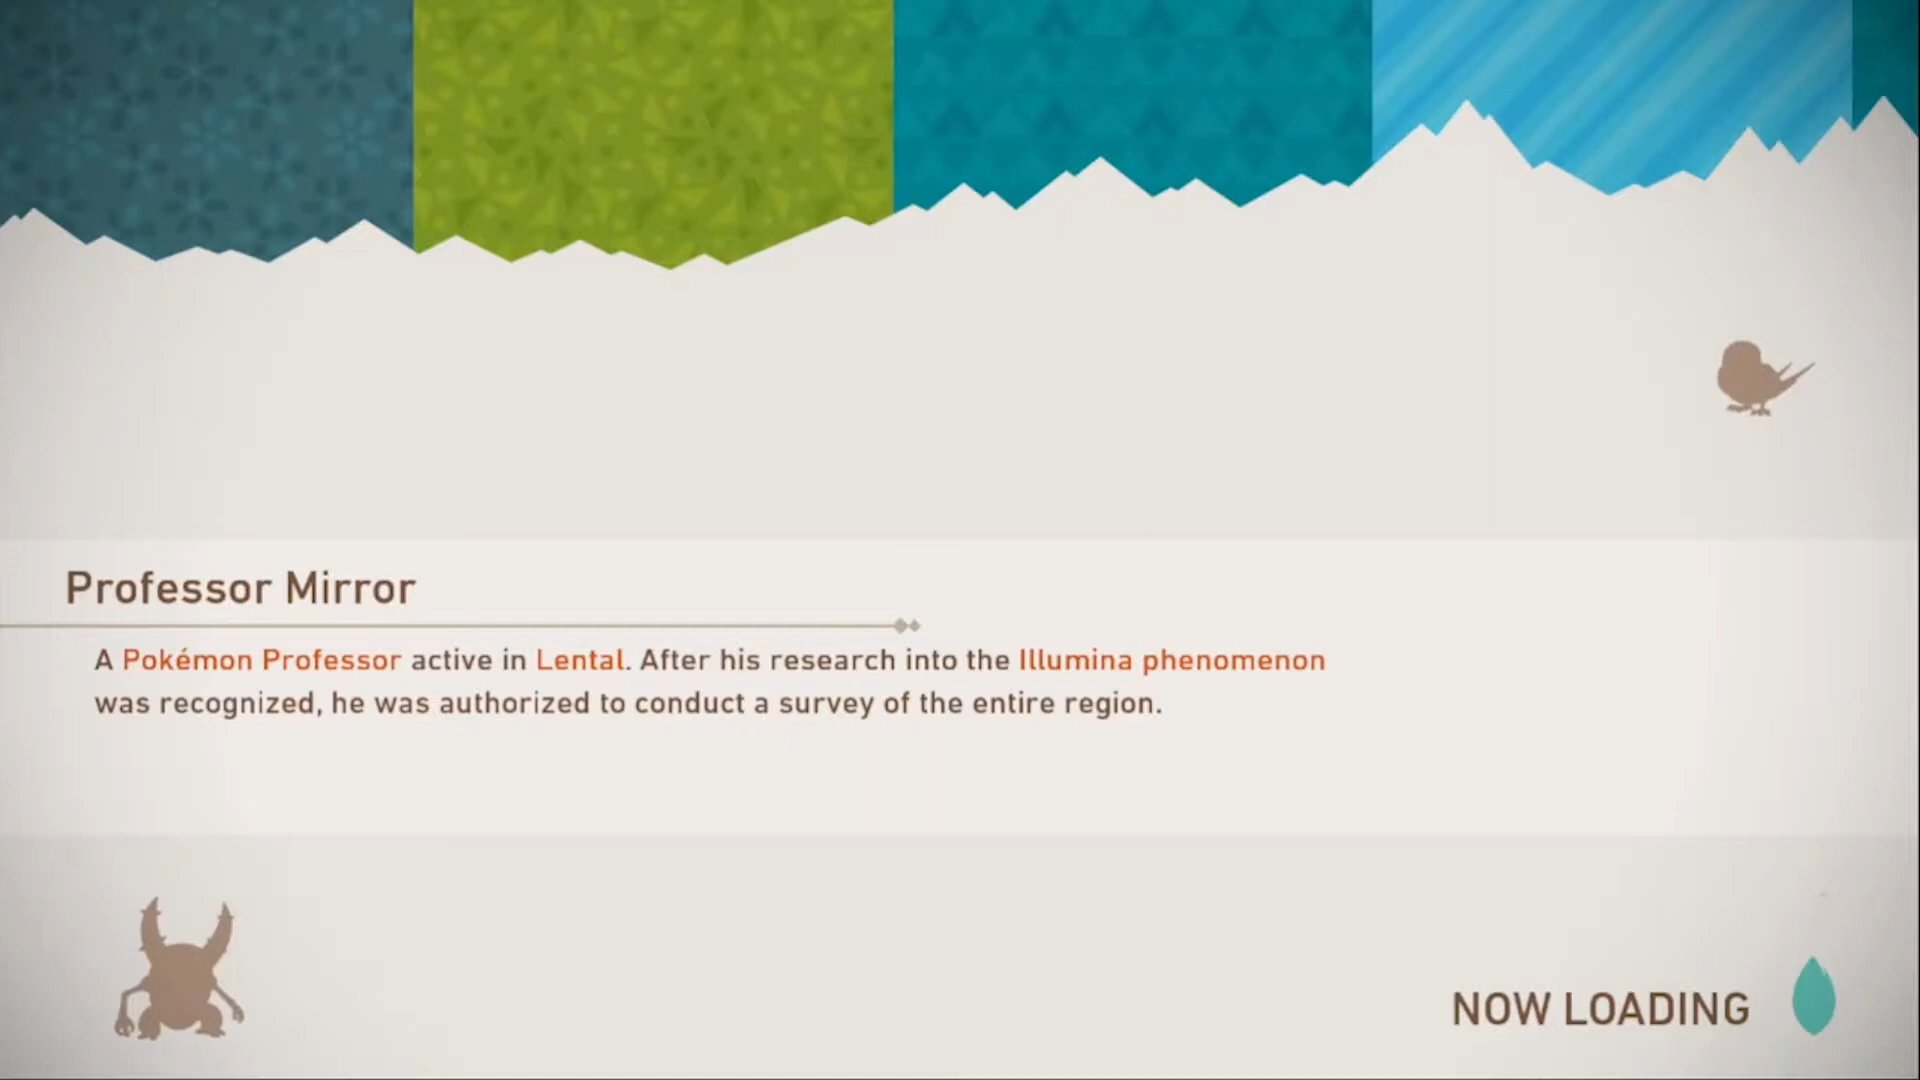 Professor Mirror
A Pokémon Professor active in Lental. After his research into the Illumina phenomenon
was recognized, he was authorized to conduct a survey of the entire region.
NOW LOADING